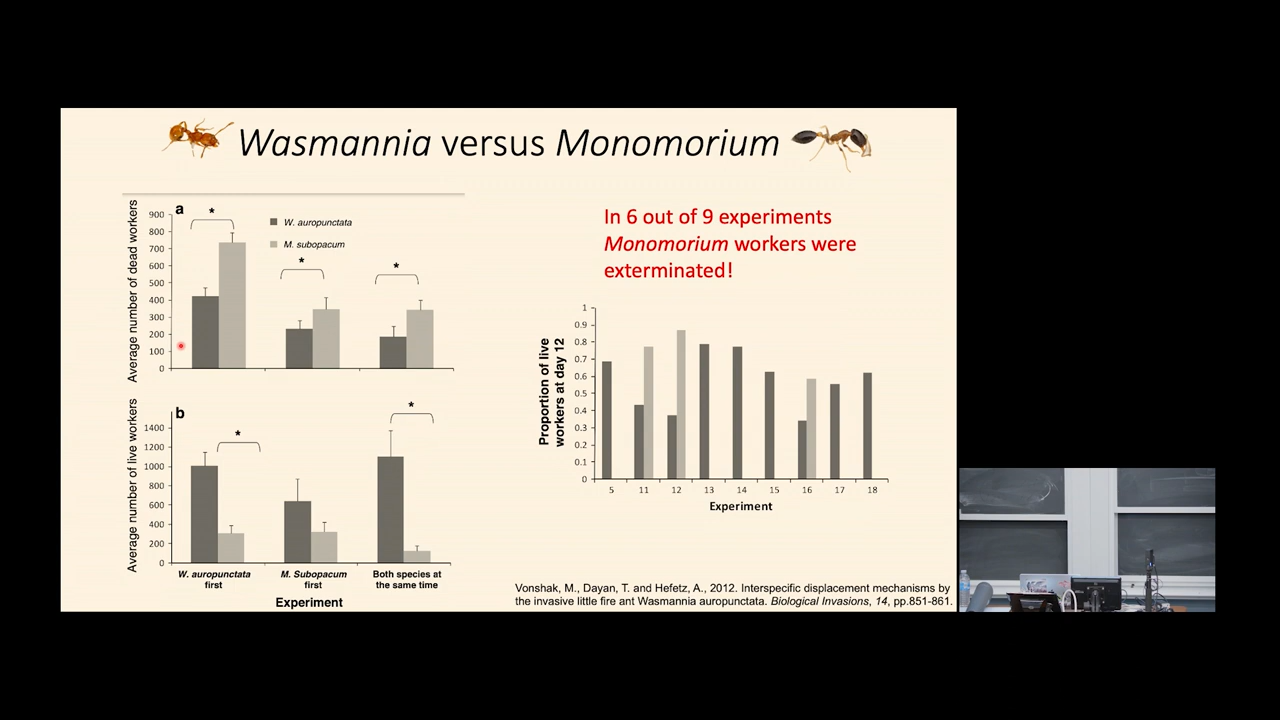 Wasmannia versus Monomorium
a
Average number of dead workers
900
800
700
600
500
400
300
200
100
0
*
*
*
W. auropunctata
M. subopacum
b
Average number of live workers
1400
1200
1000
800
600
400
200
0
*
*
W. auropunctata
first
M. Subopacum
first
Both species at
the same time
Experiment
In 6 out of 9 experiments
Monomorium workers were
exterminated!
Proportion of live
workers at day 12
1
0.9
0.8
0.7
0.6
0.5
0.4
0.3
0.2
0.1
0
5 11 12 13 14 15 16 17 18
Experiment
Vonshak, M., Dayan, T. and Hefetz, A., 2012. Interspecific displacement mechanisms by
the invasive little fire ant Wasmannia auropunctata. Biological Invasions, 14, pp.851-861.